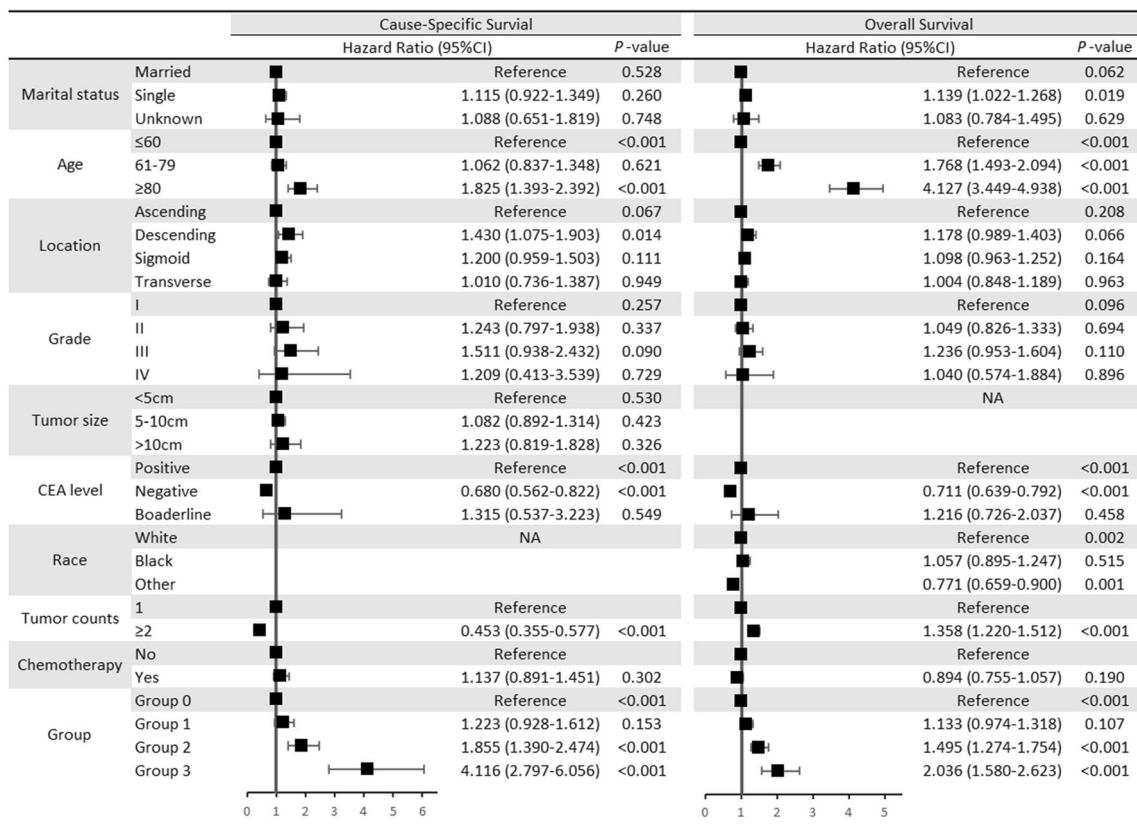 Cause-Specific Survial Overall Survival
Hazard Ratio (95%CI) P-value Hazard Ratio (95%CI) P-value
Married Reference 0.528 Reference 0.062
Marital status Single 1.115 (0.922-1.349) 0.260 1.139 (1.022-1.268) 0.019
Unknown 1.088 (0.651-1.819) 0.748 1.083 (0.784-1.495) 0.629
≤60 Reference <0.001 Reference <0.001
Age 61-79 1.062 (0.837-1.348) 0.621 1.768 (1.493-2.094) <0.001
≥80 1.825 (1.393-2.392) <0.001 4.127 (3.449-4.938) <0.001
Ascending Reference 0.067 Reference 0.208
Location Descending 1.430 (1.075-1.903) 0.014 1.178 (0.989-1.403) 0.066
Sigmoid 1.200 (0.959-1.503) 0.111 1.098 (0.963-1.252) 0.164
Transverse 1.010 (0.736-1.387) 0.949 1.004 (0.848-1.189) 0.963
I Reference 0.257 Reference 0.096
Grade II 1.243 (0.797-1.938) 0.337 1.049 (0.826-1.333) 0.694
III 1.511 (0.938-2.432) 0.090 1.236 (0.953-1.604) 0.110
IV 1.209 (0.413-3.539) 0.729 1.040 (0.574-1.884) 0.896
<5cm Reference 0.530 NA
Tumor size 5-10cm 1.082 (0.892-1.314) 0.423
>10cm 1.223 (0.819-1.828) 0.326
Positive Reference <0.001 Reference <0.001
CEA level Negative 0.680 (0.562-0.822) <0.001 0.711 (0.639-0.792) <0.001
Boaderline 1.315 (0.537-3.223) 0.549 1.216 (0.726-2.037) 0.458
White NA Reference 0.002
Race Black 1.057 (0.895-1.247) 0.515
Other 0.771 (0.659-0.900) 0.001
Tumor counts 1 Reference Reference
≥2 0.453 (0.355-0.577) <0.001 1.358 (1.220-1.512) <0.001
Chemotherapy No Reference Reference
Yes 1.137 (0.891-1.451) 0.302 0.894 (0.755-1.057) 0.190
Group 0 Reference <0.001 Reference <0.001
Group Group 1 1.223 (0.928-1.612) 0.153 1.133 (0.974-1.318) 0.107
Group 2 1.855 (1.390-2.474) <0.001 1.495 (1.274-1.754) <0.001
Group 3 4.116 (2.797-6.056) <0.001 2.036 (1.580-2.623) <0.001
0 1 2 3 4 5 6 0 1 2 3 4 5